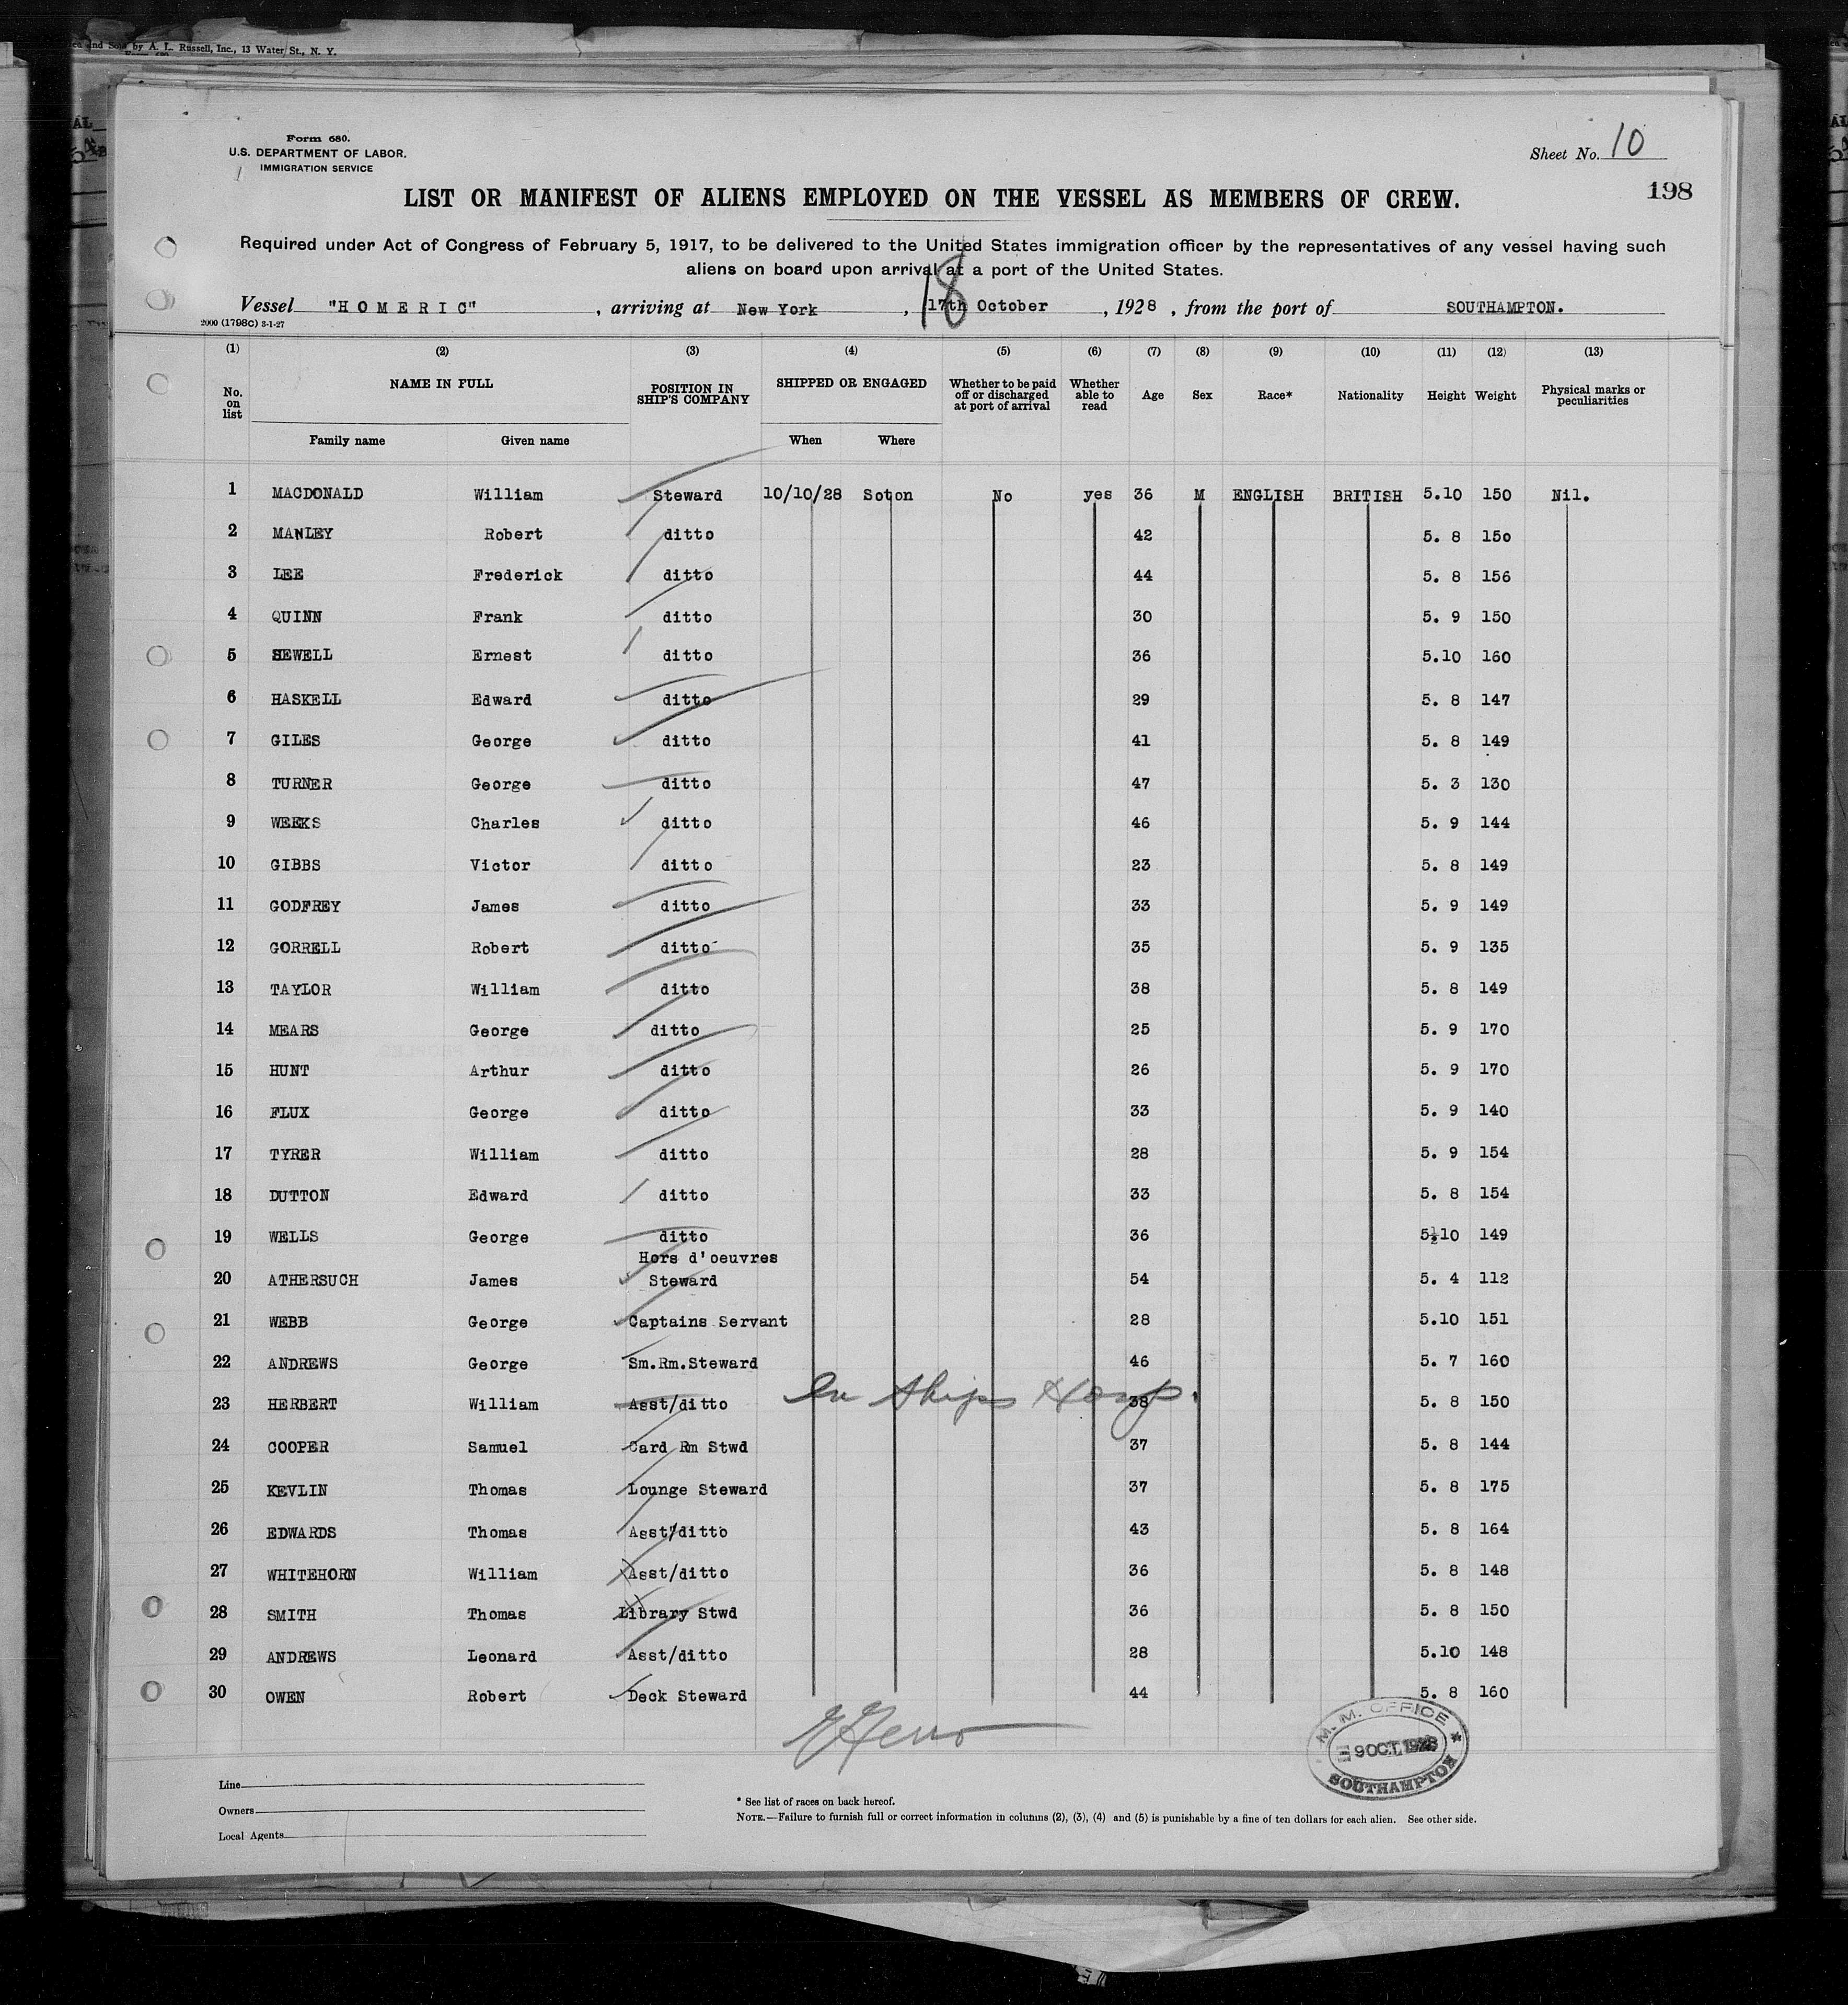 and Sold by A. L. Russell, Inc., 13 Water St., N. Y.
Form 680.
U.S. DEPARTMENT OF LABOR.
IMMIGRATION SERVICE
Sheet No. 10
198
LIST OR MANIFEST OF ALIENS EMPLOYED ON THE VESSEL AS MEMBERS OF CREW.
Required under Act of Congress of February 5, 1917, to be delivered to the United States immigration officer by the representatives of any vessel having such
aliens on board upon arrival at a port of the United States.
18
Vessel "HOMERIC", arriving at New York, 17th October, 1928, from the port of SOUTHAMPTON.
2000 (1798c) 3-1-27
(1) (2) (3) (4) (5) (6) (7) (8) (9) (10) (11) (12) (13)
No. on list NAME IN FULL POSITION IN SHIP'S COMPANY SHIPPED OR ENGAGED Whether to be paid off or discharged at port of arrival Whether able to read Age Sex Race* Nationality Height Weight Physical marks or peculiarities
Family name Given name When Where
1 MACDONALD William Steward 10/10/28 Soton No yes 36 M ENGLISH BRITISH 5.10 150 Nil.
2 MANLEY Robert ditto 42 5. 8 150
3 LEE Frederick ditto 44 5. 8 156
4 QUINN Frank ditto 30 5. 9 150
5 SEWELL Ernest ditto 36 5.10 160
6 HASKELL Edward ditto 29 5. 8 147
7 GILES George ditto 41 5. 8 149
8 TURNER George ditto 47 5. 3 130
9 WEEKS Charles ditto 46 5. 9 144
10 GIBBS Victor ditto 23 5. 8 149
11 GODFREY James ditto 33 5. 9 149
12 GORRELL Robert ditto 35 5. 9 135
13 TAYLOR William ditto 38 5. 8 149
14 MEARS George ditto 25 5. 9 170
15 HUNT Arthur ditto 26 5. 9 170
16 FLUX George ditto 33 5. 9 140
17 TYRER William ditto 28 5. 9 154
18 DUTTON Edward ditto 33 5. 8 154
19 WELLS George ditto 36 5½10 149
Hors d'oeuvres
20 ATHERSUCH James Steward 54 5. 4 112
21 WEBB George Captains Servant 28 5.10 151
22 ANDREWS George Sm.Rm.Steward 46 5. 7 160
23 HERBERT William Asst/ditto In Ships Hosp. 38 5. 8 150
24 COOPER Samuel Card Rm Stwd 37 5. 8 144
25 KEVLIN Thomas Lounge Steward 37 5. 8 175
26 EDWARDS Thomas Asst/ditto 43 5. 8 164
27 WHITEHORN William Asst/ditto 36 5. 8 148
28 SMITH Thomas Library Stwd 36 5. 8 150
29 ANDREWS Leonard Asst/ditto 28 5.10 148
30 OWEN Robert Deck Steward 44 5. 8 160
M. M. OFFICE
9 OCT 1928
SOUTHAMPTON
Line
Owners
Local Agents
* See list of races on back hereof.
NOTE.—Failure to furnish full or correct information in columns (2), (3), (4) and (5) is punishable by a fine of ten dollars for each alien. See other side.